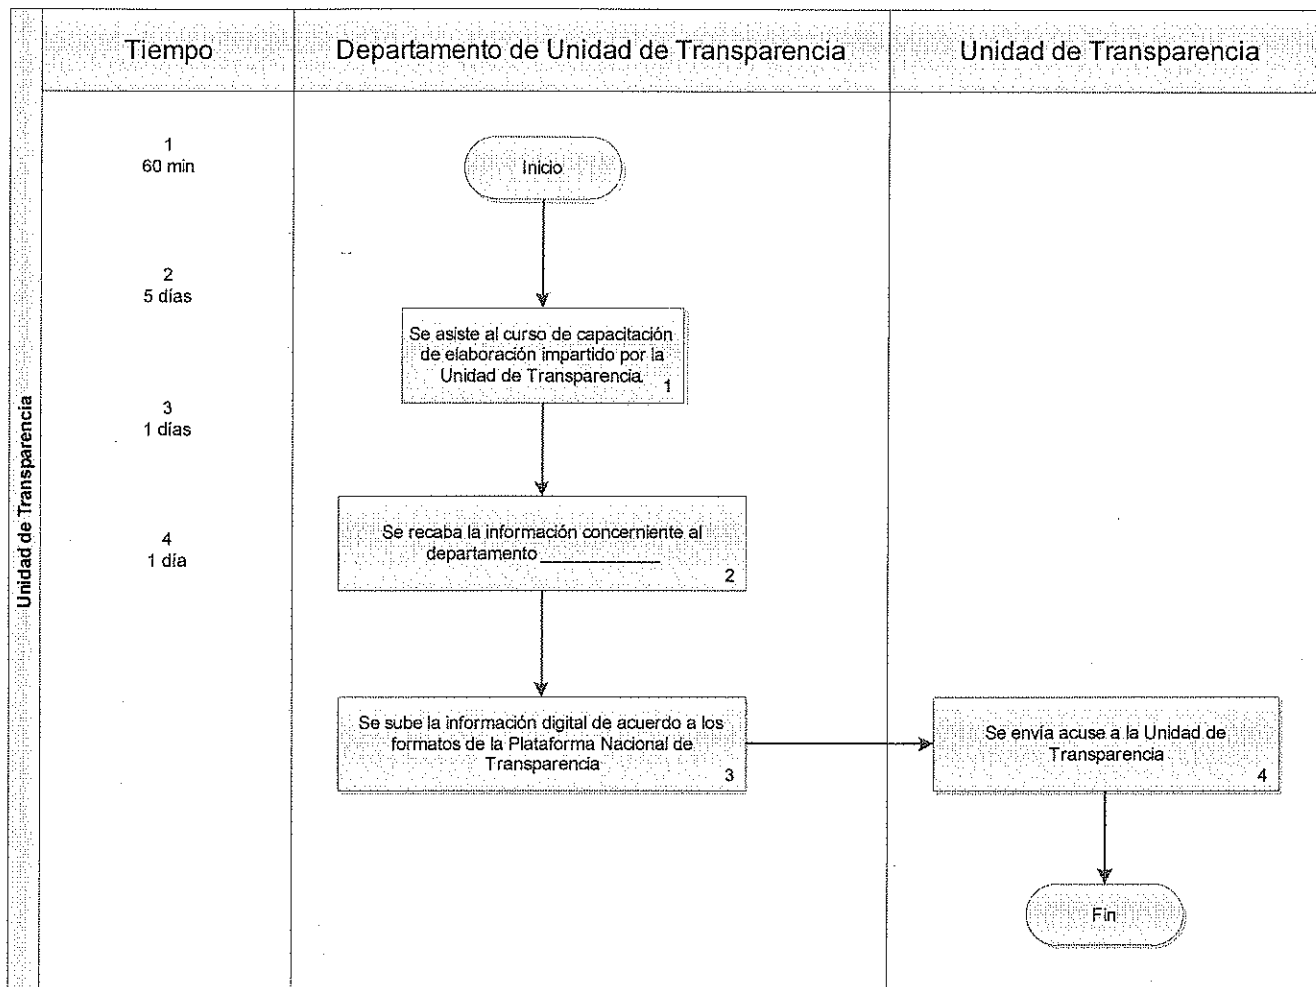 Tiempo
Departamento de Unidad de Transparencia
Unidad de Transparencia
Unidad de Transparencia
1
60 min
2
5 días
3
1 días
4
1 día
Inicio
Se asiste al curso de capacitación
de elaboración impartido por la
Unidad de Transparencia.
1
Se recaba la información concerniente al
departamento ______________
2
Se sube la información digital de acuerdo a los
formatos de la Plataforma Nacional de
Transparencia
3
Se envía acuse a la Unidad de
Transparencia
4
Fin